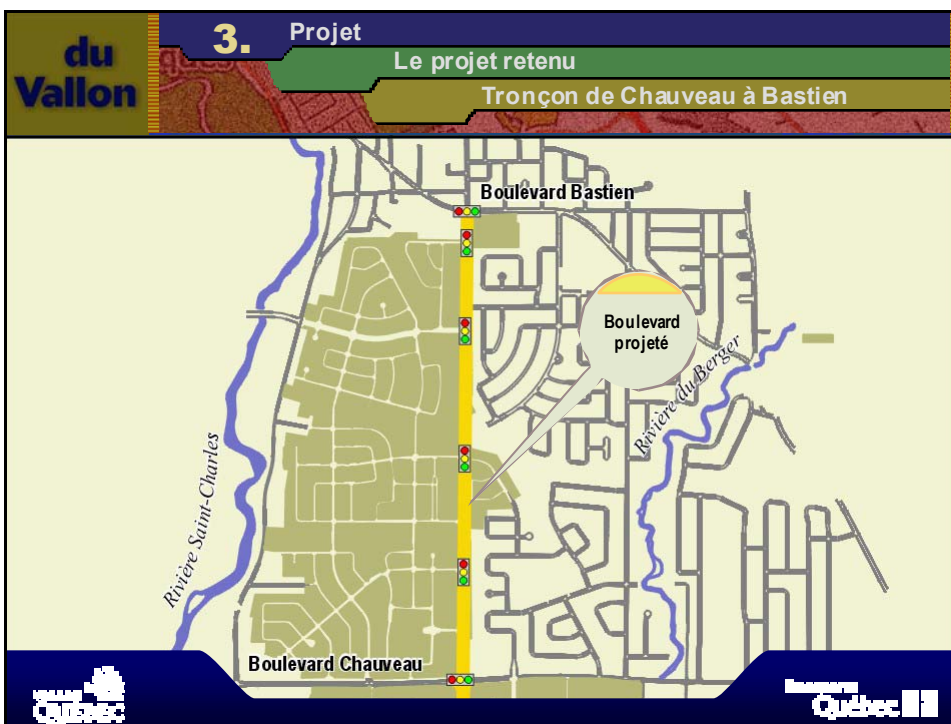 du
Vallon
3.
Projet
Le projet retenu
Tronçon de Chauveau à Bastien
Boulevard Bastien
Boulevard
projeté
Rivière du Berger
Rivière Saint-Charles
Boulevard Chauveau
QUÉBEC
Québec